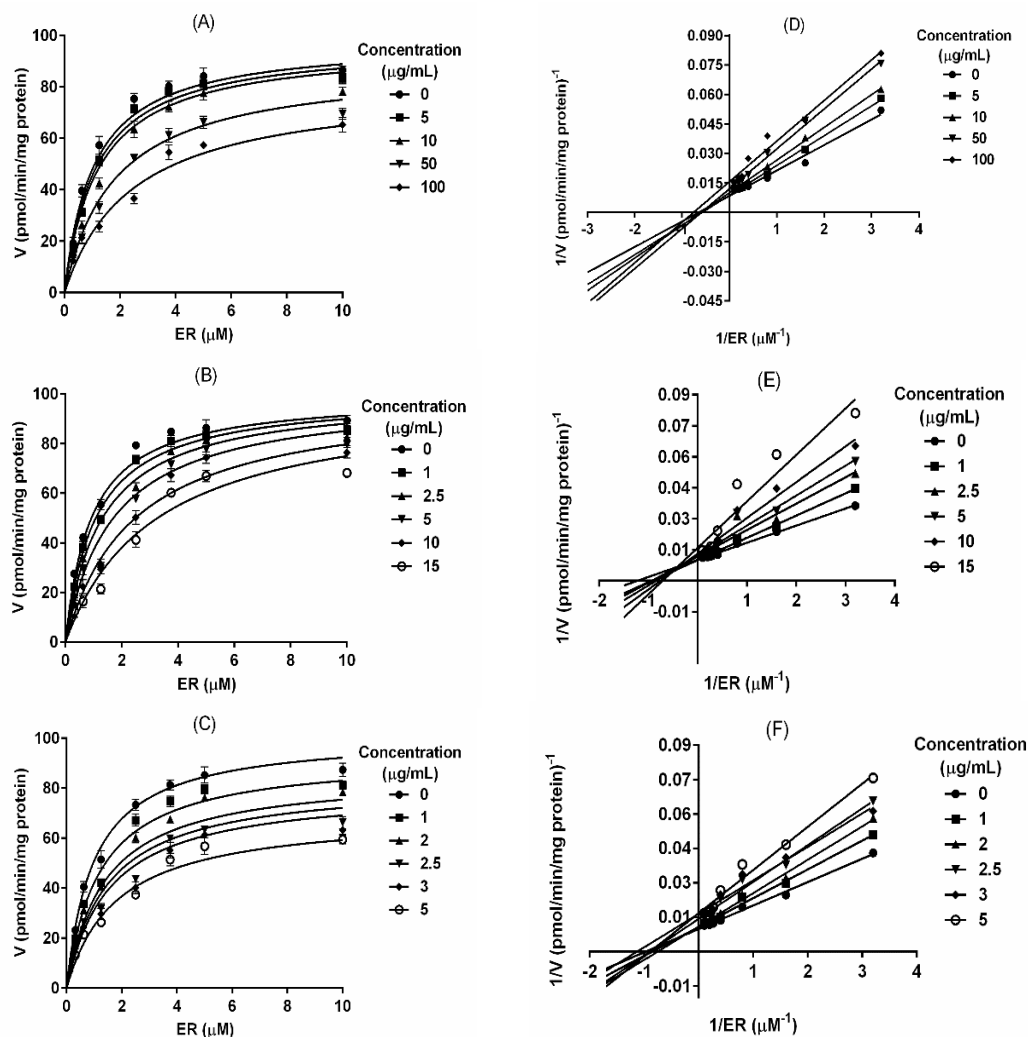 (A)
V (pmol/min/mg protein)
100
80
60
40
20
0
0 2 4 6 8 10
ER (μM)
Concentration
(μg/mL)
0
5
10
50
100
(D)
1/V (pmol/min/mg protein)⁻¹
0.090
0.075
0.060
0.045
0.030
0.015
-0.015
-0.030
-0.045
-3 -2 -1 0 1 2 3 4
1/ER (μM⁻¹)
Concentration
(μg/mL)
0
5
10
50
100
(B)
V (pmol/min/mg protein)
100
80
60
40
20
0
0 2 4 6 8 10
ER (μM)
Concentration
(μg/mL)
0
1
2.5
5
10
15
(E)
1/V (pmol/min/mg protein)⁻¹
0.09
0.07
0.06
0.03
0.01
-0.01
-2 -1 0 1 2 3 4
1/ER (μM⁻¹)
Concentration
(μg/mL)
0
1
2.5
5
10
15
(C)
V (pmol/min/mg protein)
100
80
60
40
20
0
0 2 4 6 8 10
ER (μM)
Concentration
(μg/mL)
0
1
2
2.5
3
5
(F)
1/V (pmol/min/mg protein)⁻¹
0.09
0.07
0.06
0.03
0.01
-0.01
-2 -1 0 1 2 3 4
1/ER (μM⁻¹)
Concentration
(μg/mL)
0
1
2
2.5
3
5